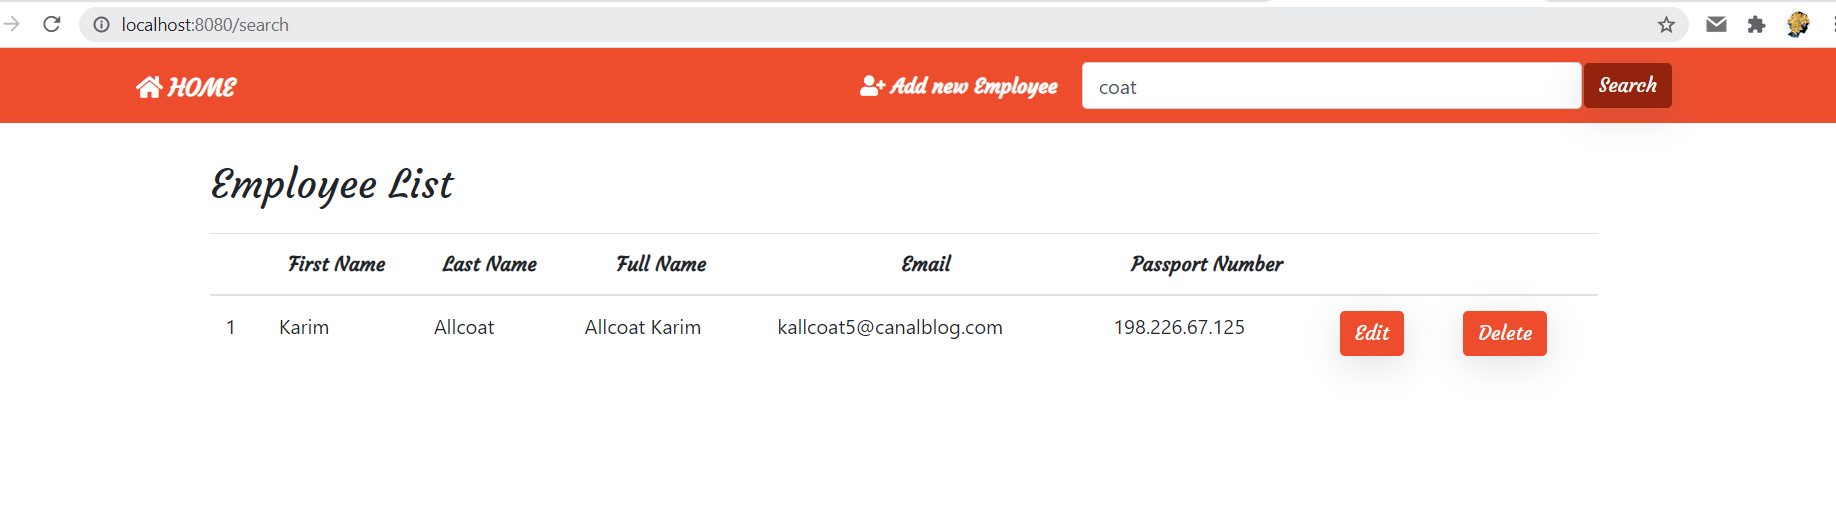 localhost:8080/search
HOME Add new Employee coat Search
Employee List
First Name Last Name Full Name Email Passport Number
1 Karim Allcoat Allcoat Karim kallcoat5@canalblog.com 198.226.67.125 Edit Delete